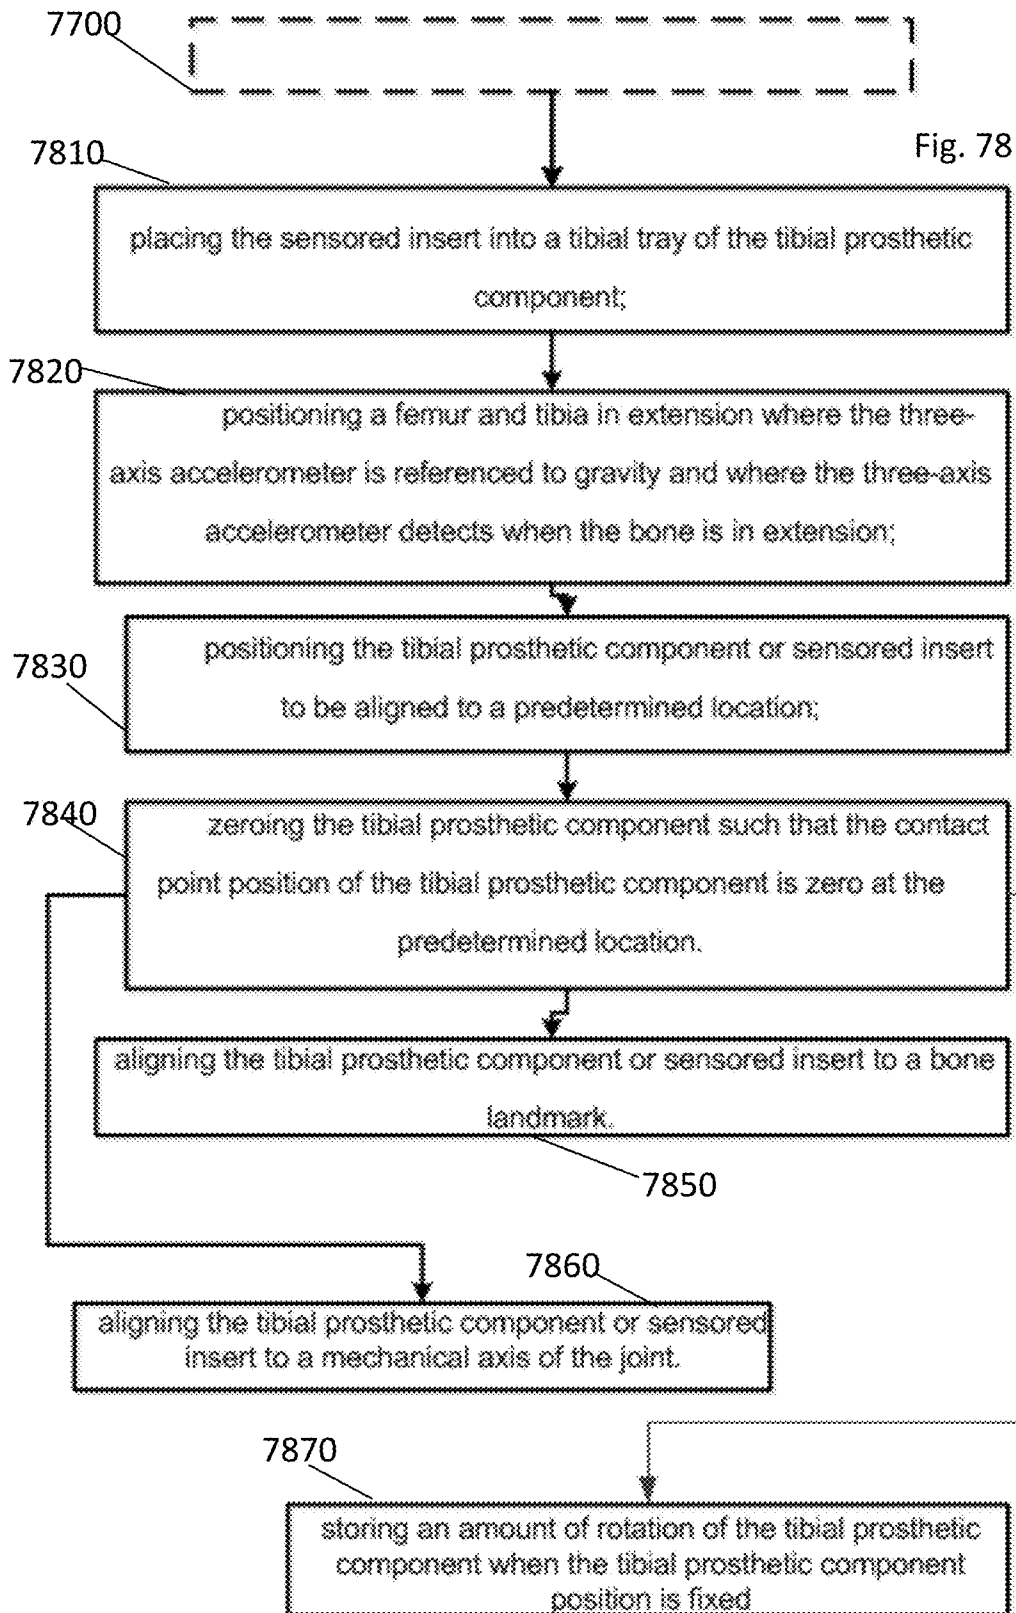 7700
Fig. 78
7810
placing the sensored insert into a tibial tray of the tibial prosthetic
component;
7820
positioning a femur and tibia in extension where the three-
axis accelerometer is referenced to gravity and where the three-axis
accelerometer detects when the bone is in extension;
7830
positioning the tibial prosthetic component or sensored insert
to be aligned to a predetermined location;
7840
zeroing the tibial prosthetic component such that the contact
point position of the tibial prosthetic component is zero at the
predetermined location.
aligning the tibial prosthetic component or sensored insert to a bone
landmark.
7850
7860
aligning the tibial prosthetic component or sensored
insert to a mechanical axis of the joint.
7870
storing an amount of rotation of the tibial prosthetic
component when the tibial prosthetic component
position is fixed